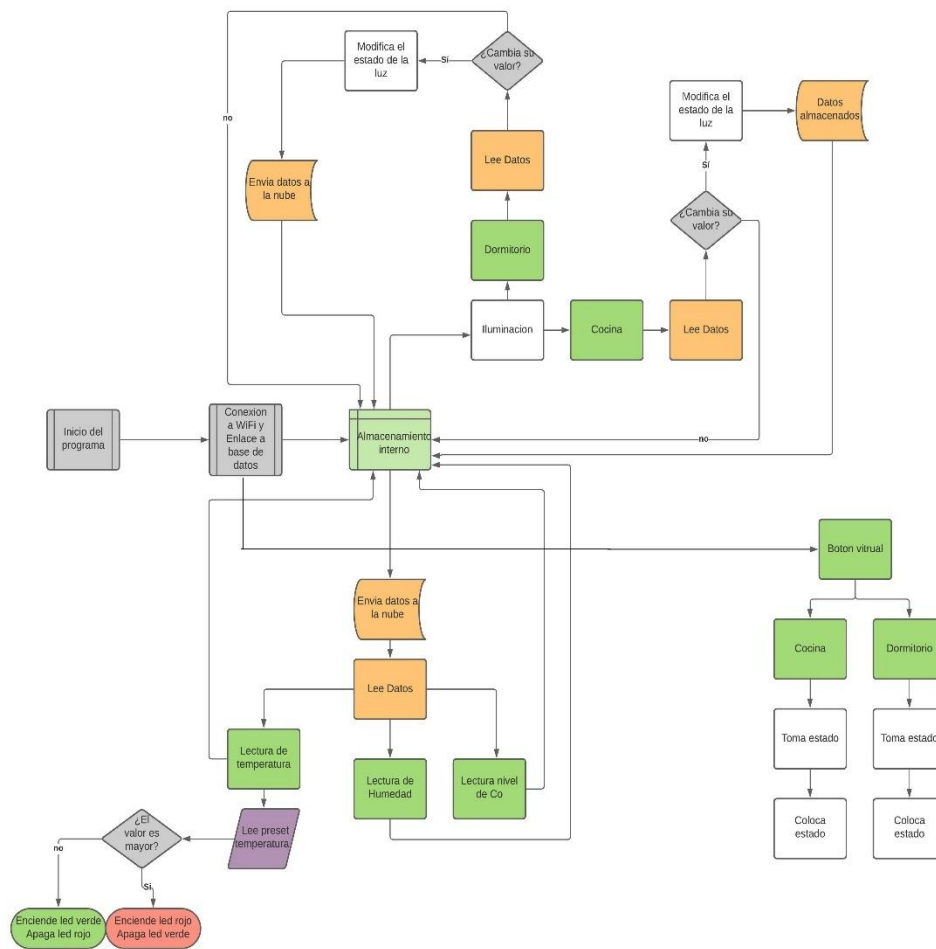 ¿Cambia su
valor?
Modifica el
estado de la
luz
Sí
no
Envia datos a
la nube
Lee Datos
Dormitorio
Iluminacion
Cocina
Lee Datos
¿Cambia su
valor?
Sí
no
Modifica el
estado de la
luz
Datos
almacenados
Inicio del
programa
Conexion
a WiFi y
Enlace a
base de
datos
Almacenamiento
interno
Envia datos a
la nube
Lee Datos
Lectura de
temperatura
Lectura de
Humedad
Lectura nivel
de Co
Lee preset
temperatura
¿El
valor es
mayor?
no
Si
Enciende led verde
Apaga led rojo
Enciende led rojo
Apaga led verde
Boton vitrual
Cocina
Dormitorio
Toma estado
Toma estado
Coloca
estado
Coloca
estado